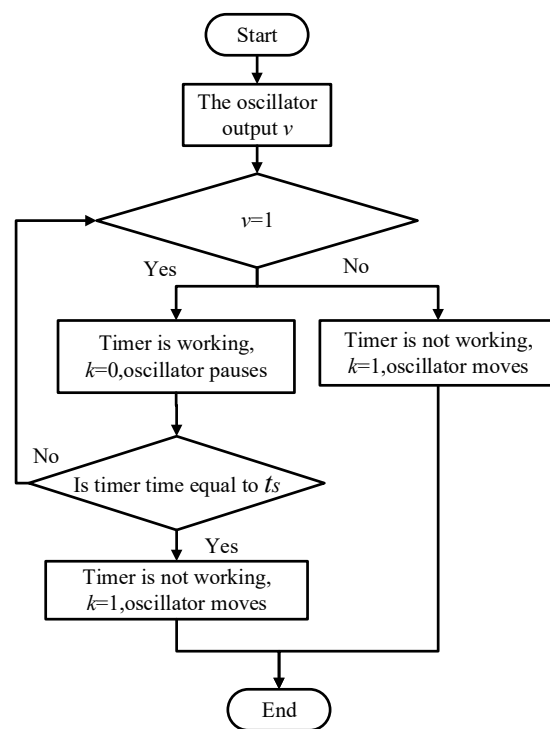 Start
The oscillator
output v
v=1
Yes
No
Timer is working,
k=0,oscillator pauses
Timer is not working,
k=1,oscillator moves
No
Is timer time equal to ts
Yes
Timer is not working,
k=1,oscillator moves
End